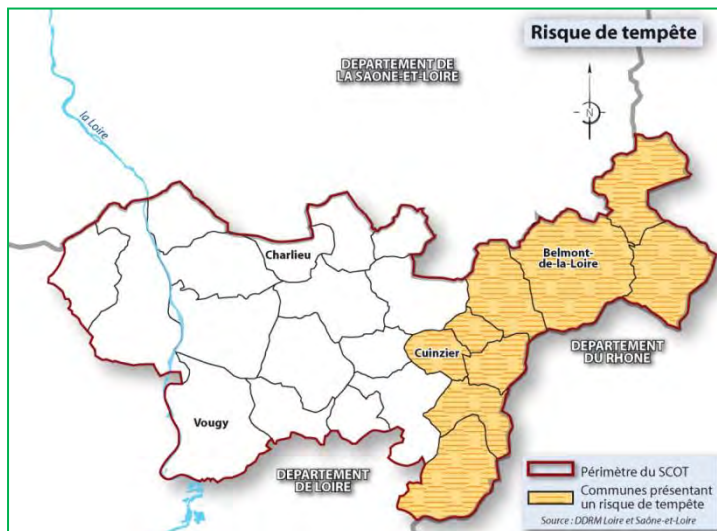 Risque de tempête
DEPARTEMENT DE
LA SAONE-ET-LOIRE
la Loire
N
Charlieu
Belmont-
de-la-Loire
Cuinzier
DEPARTEMENT
DU RHONE
Vougy
DEPARTEMENT
DE LOIRE
Périmètre du SCOT
Communes présentant
un risque de tempête
Source : DDRM Loire et Saône-et-Loire